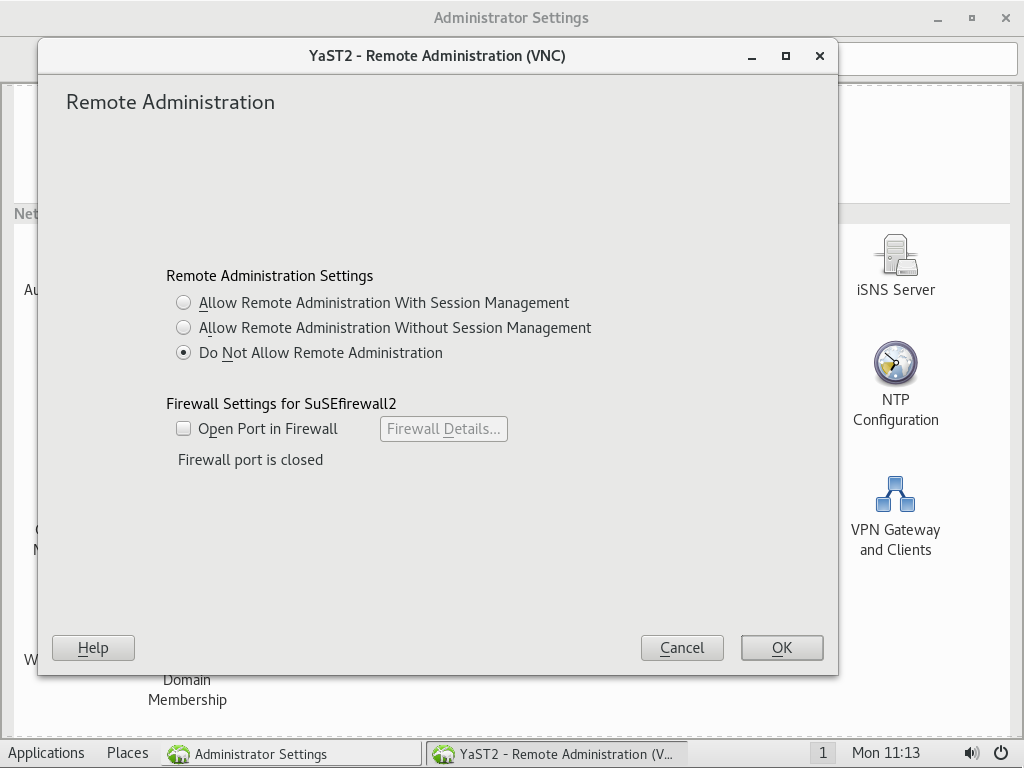 Administrator Settings
YaST2 - Remote Administration (VNC)
Remote Administration
Net
Remote Administration Settings
Allow Remote Administration With Session Management
Allow Remote Administration Without Session Management
Do Not Allow Remote Administration
Firewall Settings for SuSEfirewall2
Open Port in Firewall
Firewall Details...
Firewall port is closed
Help
Cancel
OK
iSNS Server
NTP
Configuration
VPN Gateway
and Clients
Domain
Membership
Applications
Places
Administrator Settings
YaST2 - Remote Administration (V...
1
Mon 11:13